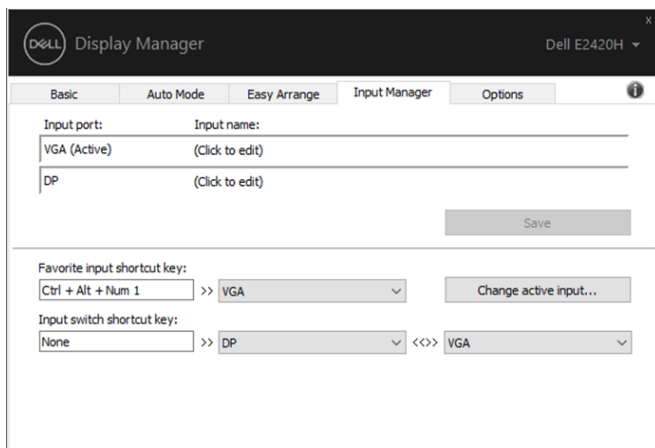 x
DELL Display Manager Dell E2420H
Basic Auto Mode Easy Arrange Input Manager Options i
Input port: Input name:
VGA (Active) (Click to edit)
DP (Click to edit)
Save
Favorite input shortcut key:
Ctrl + Alt + Num 1 >> VGA Change active input...
Input switch shortcut key:
None >> DP <<>> VGA